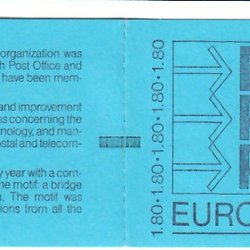 organization was
h Post Office and
have been mem-
and improvement
ns concerning the
nology, and man-
ostal and telecom-
y year with a com-
ne motif: a bridge
n. The motif was
ions from all the
1.80·1.80·1.80·1.80·1.80
EURO